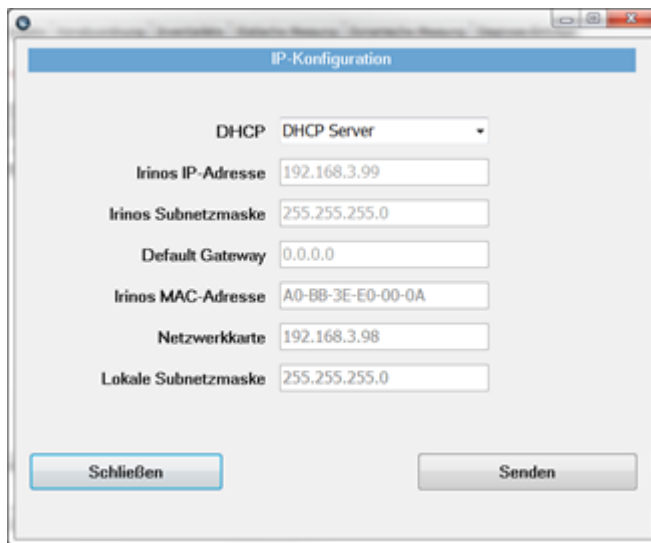 IP-Konfiguration
DHCP DHCP Server
Irinos IP-Adresse 192.168.3.99
Irinos Subnetzmaske 255.255.255.0
Default Gateway 0.0.0.0
Irinos MAC-Adresse A0-BB-3E-E0-00-0A
Netzwerkkarte 192.168.3.98
Lokale Subnetzmaske 255.255.255.0
Schließen Senden